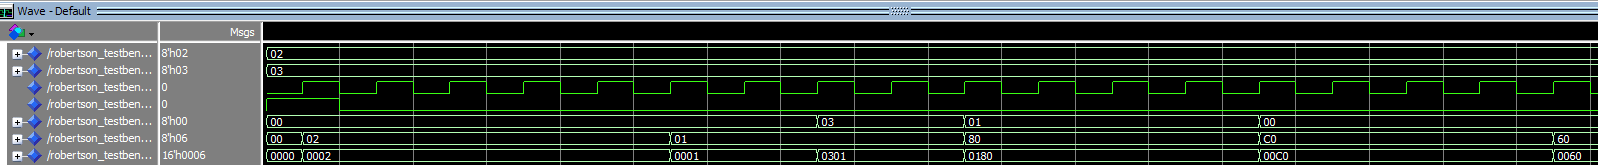 Wave - Default
Msgs
/robertson_testben... 8'h02 02
/robertson_testben... 8'h03 03
/robertson_testben... 0
/robertson_testben... 0
/robertson_testben... 8'h00 00 03 01 00
/robertson_testben... 8'h06 00 02 01 80 C0 60
/robertson_testben... 16'h0006 0000 0002 0001 0301 0180 00C0 0060